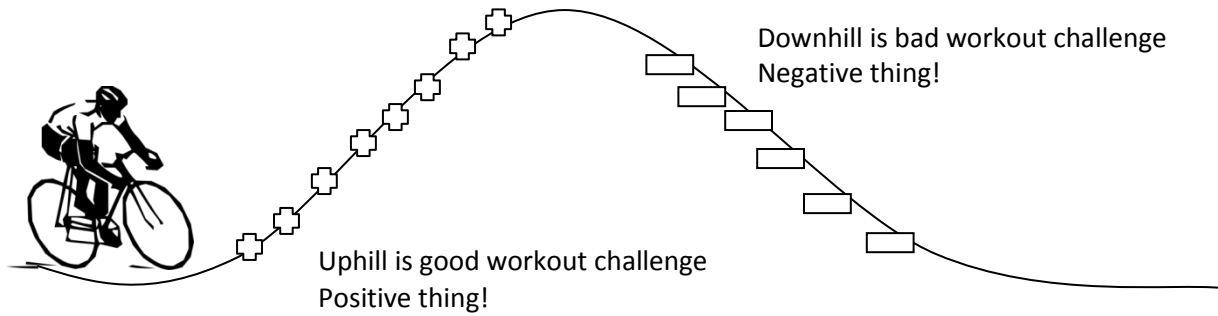 Downhill is bad workout challenge
Negative thing!
Uphill is good workout challenge
Positive thing!